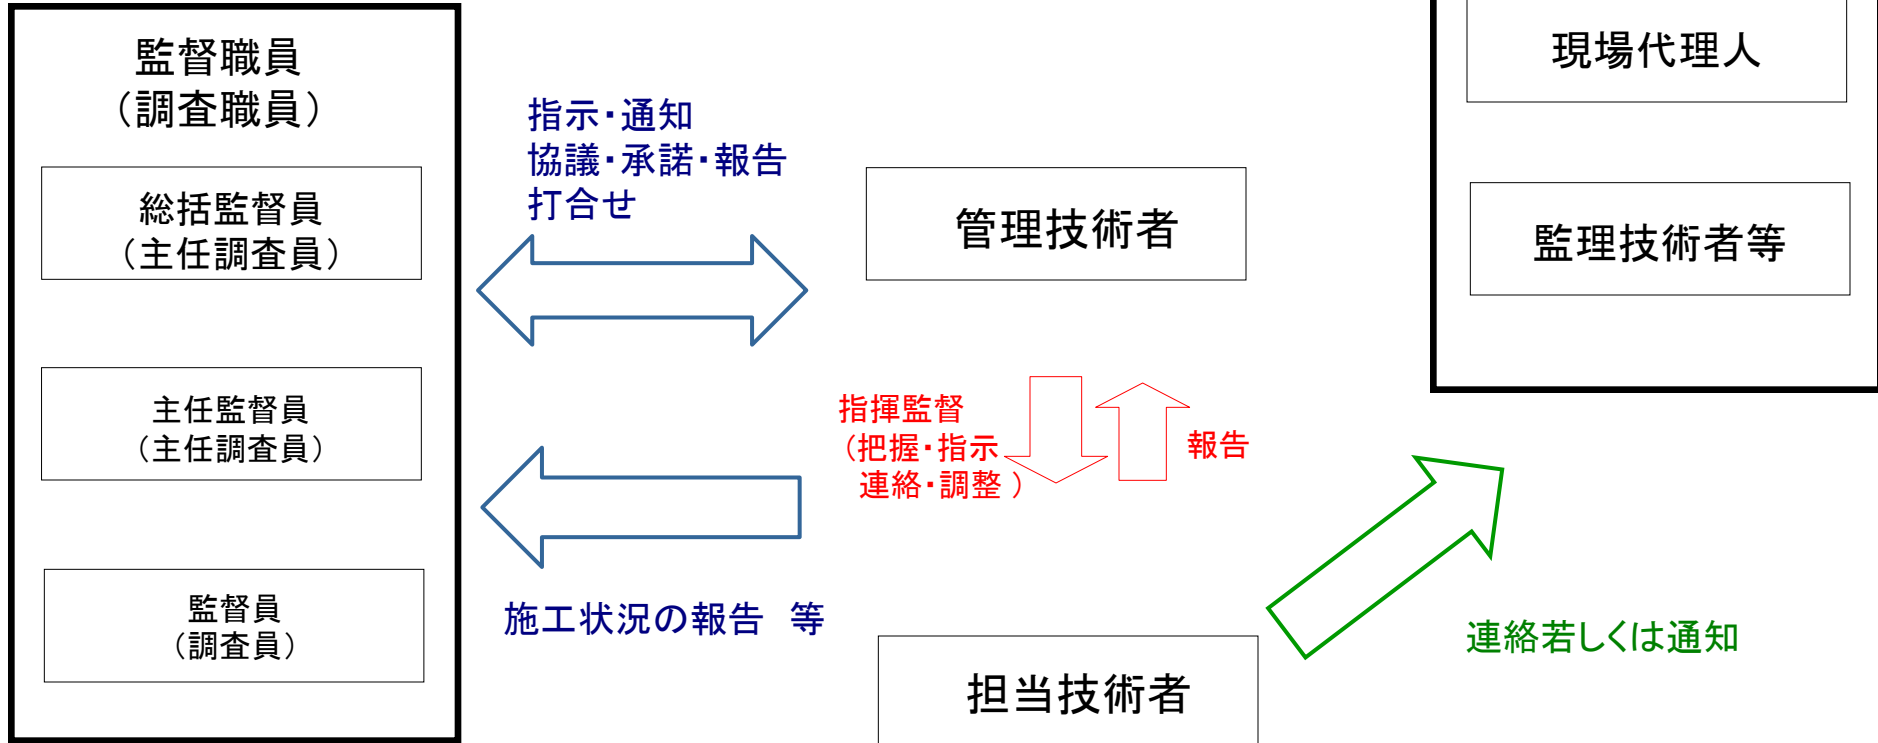 監督職員
（調査職員）
総括監督員
（主任調査員）
主任監督員
（主任調査員）
監督員
（調査員）
指示・通知
協議・承諾・報告
打合せ
施工状況の報告　等
管理技術者
指揮監督
（把握・指示
連絡・調整 ）
報告
担当技術者
現場代理人
監理技術者等
連絡若しくは通知